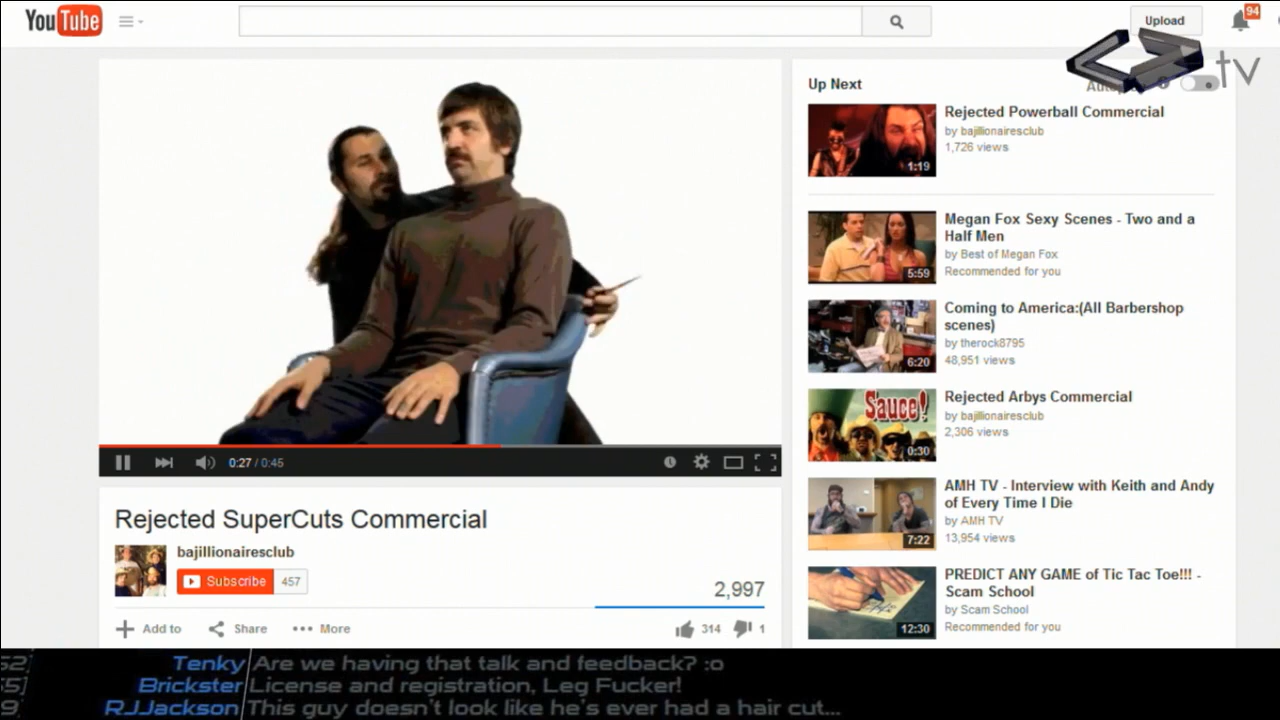 YouTube
Upload
94
.tv
Up Next
Rejected Powerball Commercial
by bajillionairesclub
1,726 views
1:19
Megan Fox Sexy Scenes - Two and a
Half Men
by Best of Megan Fox
Recommended for you
5:59
Coming to America:(All Barbershop
scenes)
by therock8795
48,951 views
6:20
Rejected Arbys Commercial
by bajillionairesclub
2,306 views
Sauce!
0:30
AMH TV - Interview with Keith and Andy
of Every Time I Die
by AMH TV
13,954 views
7:22
PREDICT ANY GAME of Tic Tac Toe!!! -
Scam School
by Scam School
Recommended for you
12:30
0:27 / 0:45
Rejected SuperCuts Commercial
bajillionairesclub
Subscribe 457
2,997
Add to Share More 314 1
52] Tenky Are we having that talk and feedback? :o
55] Brickster License and registration, Leg Fucker!
9] RJJackson This guy doesn't look like he's ever had a hair cut...